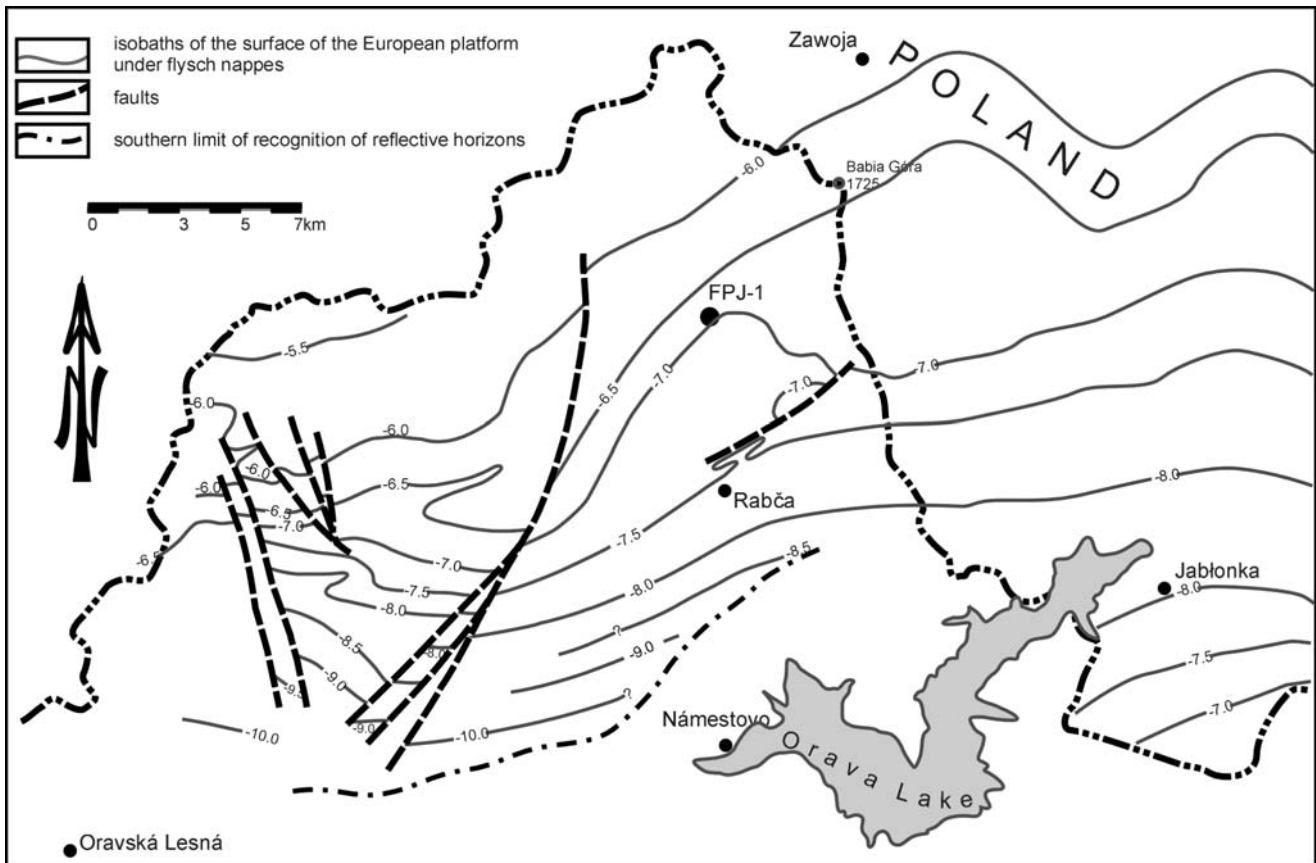 isobaths of the surface of the European platform
under flysch nappes
faults
southern limit of recognition of reflective horizons
0 3 5 7km
Zawoja
POLAND
Babia Góra
1725
-6.0
FPJ-1
-5.5
-6.5
-7.0
-7.0
-7.0
-6.0
-6.0
-6.0
-6.0
-6.5
-6.5
-7.0
-6.5
Rabča
-8.0
-7.5
-8.5
-7.0
-7.5
-8.0
-8.0
Jabłonka
-8.0
-8.5
-8.0
?
-9.0
-7.5
-9.5
-9.0
?
-7.0
-9.0
-10.0
-10.0
Námestovo
Orava Lake
Oravská Lesná